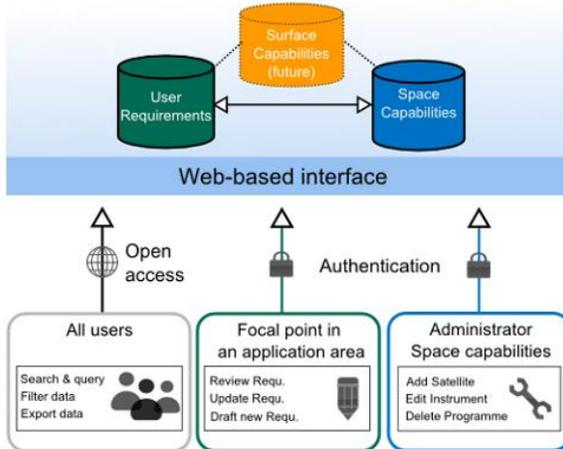 Surface
Capabilities
(future)
User
Requirements
Space
Capabilities
Web-based interface
Open
access
Authentication
All users
Search & query
Filter data
Export data
Focal point in
an application area
Review Requ.
Update Requ.
Draft new Requ.
Administrator
Space capabilities
Add Satellite
Edit Instrument
Delete Programme